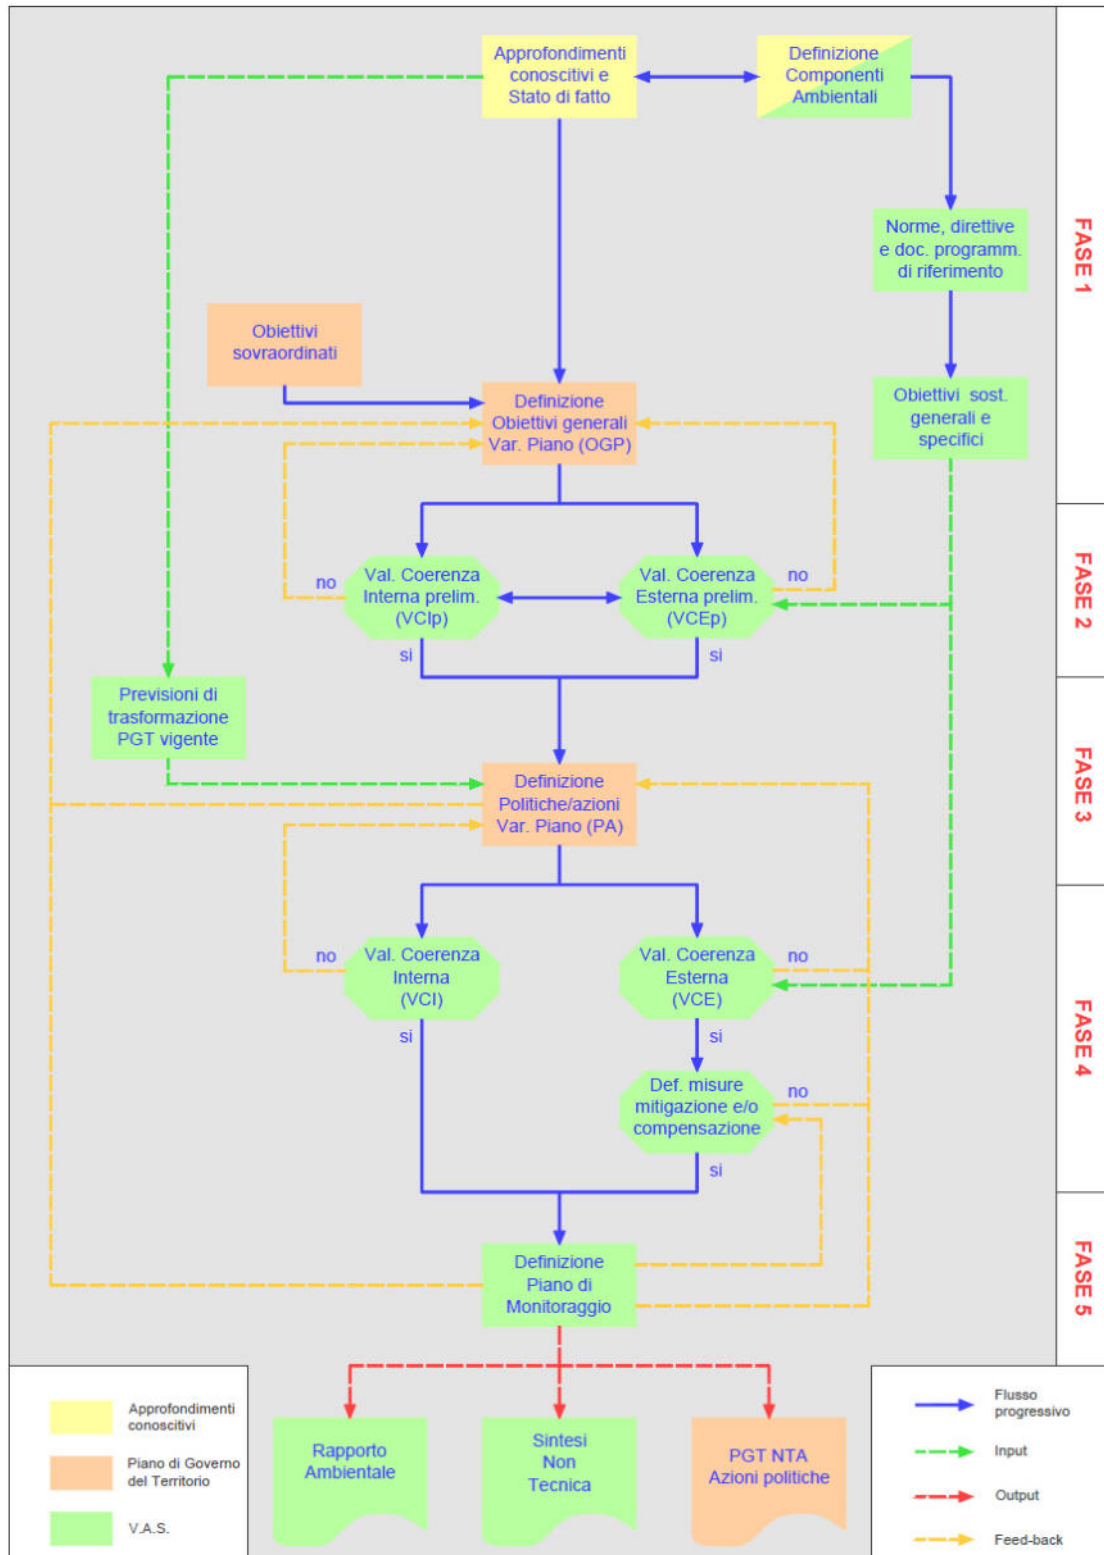 Approfondimenti
conoscitivi e
Stato di fatto
Definizione
Componenti
Ambientali
FASE 1
Norme, direttive
e doc. programm.
di riferimento
Obiettivi
sovraordinati
Obiettivi sost.
generali e
specifici
Definizione
Obiettivi generali
Var. Piano (OGP)
FASE 2
no
Val. Coerenza
Interna prelim.
(VCIp)
Val. Coerenza
Esterna prelim.
(VCEp)
no
si
si
Previsioni di
trasformazione
PGT vigente
FASE 3
Definizione
Politiche/azioni
Var. Piano (PA)
FASE 4
no
Val. Coerenza
Interna
(VCI)
Val. Coerenza
Esterna
(VCE)
no
si
si
Def. misure
mitigazione e/o
compensazione
no
si
FASE 5
Definizione
Piano di
Monitoraggio
Approfondimenti
conoscitivi
Piano di Governo
del Territorio
V.A.S.
Rapporto
Ambientale
Sintesi
Non
Tecnica
PGT NTA
Azioni politiche
Flusso
progressivo
Input
Output
Feed-back